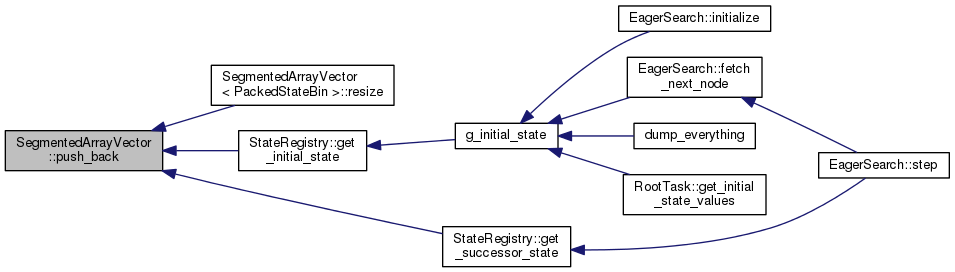 EagerSearch::initialize
SegmentedArrayVector
< PackedStateBin >::resize
EagerSearch::fetch
_next_node
SegmentedArrayVector
::push_back
StateRegistry::get
_initial_state
g_initial_state
dump_everything
EagerSearch::step
RootTask::get_initial
_state_values
StateRegistry::get
_successor_state